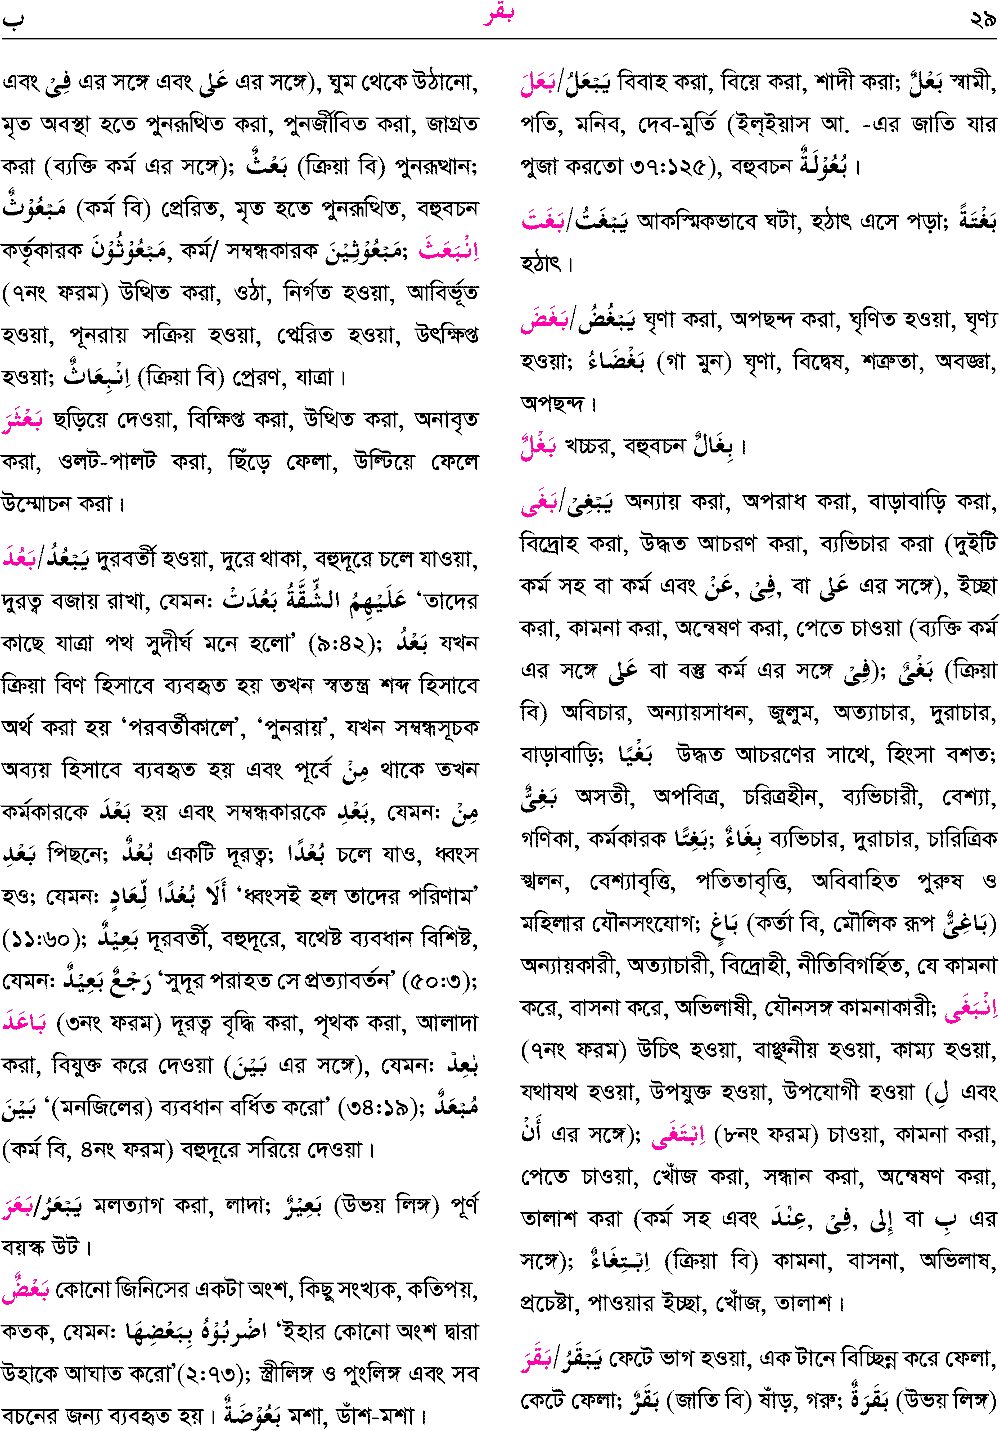 ب بقر ২৯
এবং فِيْ এর সঙ্গে এবং عَلى এর সঙ্গে), ঘুম থেকে উঠানো,
মৃত অবস্থা হতে পুনরূত্থিত করা, পুনর্জীবিত করা, জাগ্রত
করা (ব্যক্তি কর্ম এর সঙ্গে); بَعْثٌ (ক্রিয়া বি) পুনরূত্থান;
مَبْعُوْثٌ (কর্ম বি) প্রেরিত, মৃত হতে পুনরূত্থিত, বহুবচন
কর্তৃকারক مَبْعُوْثُوْنَ, কর্ম/ সম্বন্ধকারক مَبْعُوْثِيْنَ; اِنْبَعَثَ
(৭নং ফরম) উত্থিত করা, ওঠা, নির্গত হওয়া, আবির্ভূত
হওয়া, পূনরায় সক্রিয় হওয়া, প্রেরিত হওয়া, উৎক্ষিপ্ত
হওয়া; اِنْبِعَاثٌ (ক্রিয়া বি) প্রেরণ, যাত্রা।
بَعْثَرَ ছড়িয়ে দেওয়া, বিক্ষিপ্ত করা, উত্থিত করা, অনাবৃত
করা, ওলট-পালট করা, ছিঁড়ে ফেলা, উল্টিয়ে ফেলে
উম্মোচন করা।
بَعُدَ/يَبْعُدُ দুরবর্তী হওয়া, দুরে থাকা, বহুদূরে চলে যাওয়া,
দুরত্ব বজায় রাখা, যেমন: عَلَيْهِمُ الشُّقَّةُ بَعُدَتْ ‘তাদের
কাছে যাত্রা পথ সুদীর্ঘ মনে হলো’ (৯:৪২); بَعْدُ যখন
ক্রিয়া বিণ হিসাবে ব্যবহৃত হয় তখন স্বতন্ত্র শব্দ হিসাবে
অর্থ করা হয় ‘পরবর্তীকালে’, ‘পুনরায়’, যখন সম্বন্ধসূচক
অব্যয় হিসাবে ব্যবহৃত হয় এবং পূর্বে مِنْ থাকে তখন
কর্মকারকে بَعْدَ হয় এবং সম্বন্ধকারকে بَعْدِ, যেমন: مِنْ
بَعْدِ পিছনে; بُعْدٌ একটি দূরত্ব; بُعْدًا চলে যাও, ধ্বংস
হও; যেমন: أَلَا بُعْدًا لِّعَادٍ ‘ধ্বংসই হল তাদের পরিণাম’
(১১:৬০); بَعِيْدٌ দূরবর্তী, বহুদূরে, যথেষ্ট ব্যবধান বিশিষ্ট,
যেমন: رَجْعٌ بَعِيْدٌ ‘সুদূর পরাহত সে প্রত্যাবর্তন’ (৫০:৩);
بَاعَدَ (৩নং ফরম) দূরত্ব বৃদ্ধি করা, পৃথক করা, আলাদা
করা, বিযুক্ত করে দেওয়া (بَيْنَ এর সঙ্গে), যেমন: بٰعِدْ
بَيْنَ ‘(মনজিলের) ব্যবধান বর্ধিত করো’ (৩৪:১৯); مُبْعَدٌ
(কর্ম বি, ৪নং ফরম) বহুদূরে সরিয়ে দেওয়া।
بَعَرَ/يَبْعَرُ মলত্যাগ করা, লাদা; بَعِيْرٌ (উভয় লিঙ্গ) পূর্ণ
বয়স্ক উট।
بَعْضٌ কোনো জিনিসের একটা অংশ, কিছু সংখ্যক, কতিপয়,
কতক, যেমন: اضْرِبُوْهُ بِبَعْضِهَا ‘ইহার কোনো অংশ দ্বারা
উহাকে আঘাত করো’(২:৭৩); স্ত্রীলিঙ্গ ও পুংলিঙ্গ এবং সব
বচনের জন্য ব্যবহৃত হয়। بَعُوْضَةٌ মশা, ডাঁশ-মশা।
بَعَلَ/يَبْعَلُ বিবাহ করা, বিয়ে করা, শাদী করা; بَعْلٌ স্বামী,
পতি, মনিব, দেব-মুর্তি (ইল্ইয়াস আ. -এর জাতি যার
পুজা করতো ৩৭:১২৫), বহুবচন بُعُوْلَةٌ।
بَغَتَ/يَبْغَتُ আকস্মিকভাবে ঘটা, হঠাৎ এসে পড়া; بَغْتَةً
হঠাৎ।
بَغَضَ/يَبْغُضُ ঘৃণা করা, অপছন্দ করা, ঘৃণিত হওয়া, ঘৃণ্য
হওয়া; بَغْضَاءُ (গা মুন) ঘৃণা, বিদ্বেষ, শত্রুতা, অবজ্ঞা,
অপছন্দ।
بَغْلٌ খচ্চর, বহুবচন بِغَالٌ।
بَغَى/يَبْغِيْ অন্যায় করা, অপরাধ করা, বাড়াবাড়ি করা,
বিদ্রোহ করা, উদ্ধত আচরণ করা, ব্যভিচার করা (দুইটি
কর্ম সহ বা কর্ম এবং عَنْ, فِيْ, বা عَلى এর সঙ্গে), ইচ্ছা
করা, কামনা করা, অন্বেষণ করা, পেতে চাওয়া (ব্যক্তি কর্ম
এর সঙ্গে عَلى বা বস্তু কর্ম এর সঙ্গে فِيْ); بَغْيٌ (ক্রিয়া
বি) অবিচার, অন্যায়সাধন, জুলুম, অত্যাচার, দুরাচার,
বাড়াবাড়ি; بَغْيًا উদ্ধত আচরণের সাথে, হিংসা বশত;
بَغِيٌّ অসতী, অপবিত্র, চরিত্রহীন, ব্যভিচারী, বেশ্যা,
গণিকা, কর্মকারক بَغِيًّا; بِغَاءٌ ব্যভিচার, দুরাচার, চারিত্রিক
স্খলন, বেশ্যাবৃত্তি, পতিতাবৃত্তি, অবিবাহিত পুরুষ ও
মহিলার যৌনসংযোগ; بَاغٍ (কর্তা বি, মৌলিক রূপ بَاغِيٌّ)
অন্যায়কারী, অত্যাচারী, বিদ্রোহী, নীতিবিগর্হিত, যে কামনা
করে, বাসনা করে, অভিলাষী, যৌনসঙ্গ কামনাকারী; اِنْبَغَى
(৭নং ফরম) উচিৎ হওয়া, বাঞ্ছনীয় হওয়া, কাম্য হওয়া,
যথাযথ হওয়া, উপযুক্ত হওয়া, উপযোগী হওয়া (لِ এবং
أَنْ এর সঙ্গে); اِبْتَغَى (৮নং ফরম) চাওয়া, কামনা করা,
পেতে চাওয়া, খোঁজ করা, সন্ধান করা, অন্বেষণ করা,
তালাশ করা (কর্ম সহ এবং عِنْدَ, فِيْ, إِلى বা بِ এর
সঙ্গে); اِبْتِغَاءٌ (ক্রিয়া বি) কামনা, বাসনা, অভিলাষ,
প্রচেষ্টা, পাওয়ার ইচ্ছা, খোঁজ, তালাশ।
بَقَرَ/يَبْقَرُ ফেটে ভাগ হওয়া, এক টানে বিচ্ছিন্ন করে ফেলা,
কেটে ফেলা; بَقَرٌ (জাতি বি) ষাঁড়, গরু; بَقَرَةٌ (উভয় লিঙ্গ)